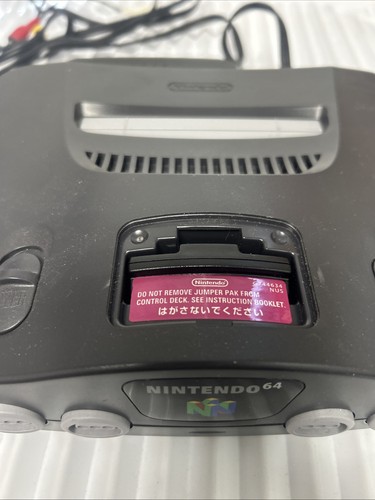 Nintendo
DO NOT REMOVE JUMPER PAK FROM
CONTROL DECK. SEE INSTRUCTION BOOKLET.
はがさないでください
NUS
NINTENDO 64